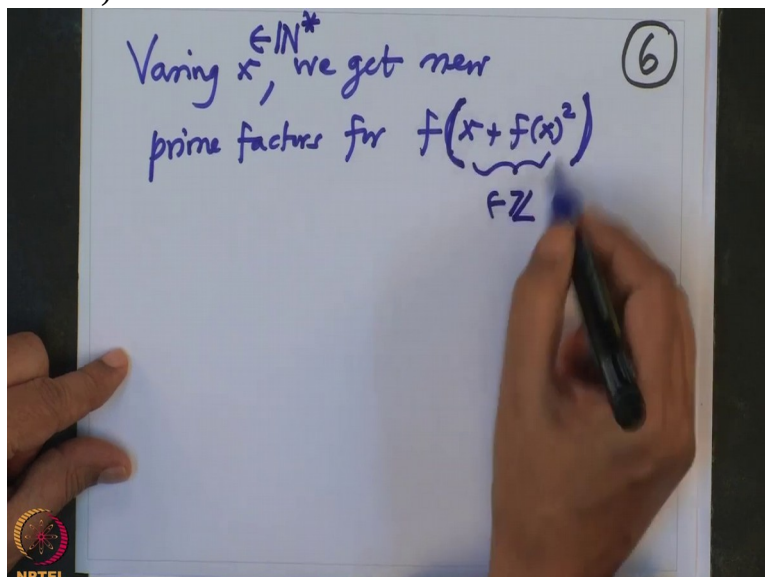 Varing x ∈ ℕ*, we get new
⑥
prime factors for f(x + f(x)²)
∈ ℤ
NPTEL